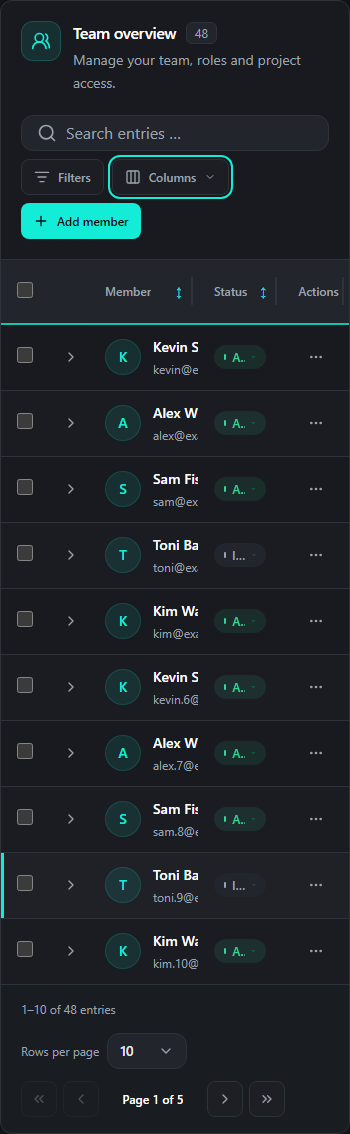 Team overview 48
Manage your team, roles and project
access.
Search entries ...
Filters Columns
Add member
Member Status Actions
K Kevin S
kevin@e
A..
A Alex W
alex@ex
A..
S Sam Fis
sam@ex
A..
T Toni Ba
toni@ex
I...
K Kim Wa
kim@exa
A..
K Kevin S
kevin.6@
A..
A Alex W
alex.7@e
A..
S Sam Fis
sam.8@e
A..
T Toni Ba
toni.9@e
I...
K Kim Wa
kim.10@
A..
1–10 of 48 entries
Rows per page 10
Page 1 of 5